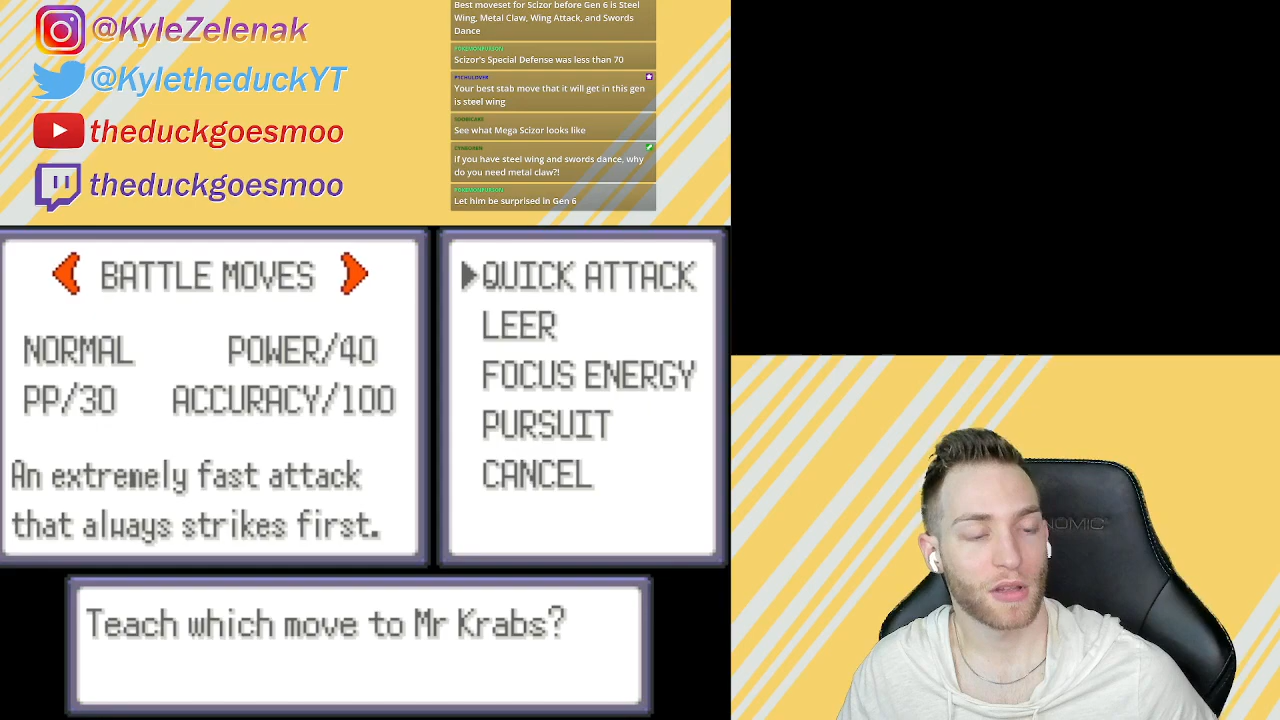 @KyleZelenak
@KyletheduckYT
theduckgoesmoo
theduckgoesmoo
Best moveset for Scizor before Gen 6 is Steel
Wing, Metal Claw, Wing Attack, and Swords
Dance
POKEMONPURSON
Scizor's Special Defense was less than 70
P1CHULOVER
Your best stab move that it will get in this gen
is steel wing
See what Mega Scizor looks like
If you have steel wing and swords dance, why
do you need metal claw?!
POKEMONPURSON
Let him be surprised in Gen 6
BATTLE MOVES
NORMAL POWER/40
PP/30 ACCURACY/100
An extremely fast attack
that always strikes first.
QUICK ATTACK
LEER
FOCUS ENERGY
PURSUIT
CANCEL
Teach which move to Mr Krabs?
NOMIC